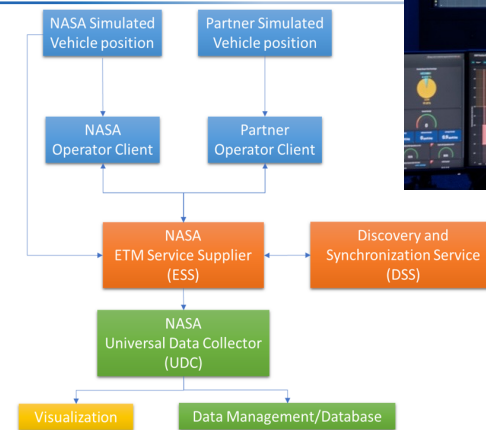 NASA Simulated
Vehicle position
Partner Simulated
Vehicle position
NASA
Operator Client
Partner
Operator Client
NASA
ETM Service Supplier
(ESS)
Discovery and
Synchronization Service
(DSS)
NASA
Universal Data Collector
(UDC)
Visualization
Data Management/Database